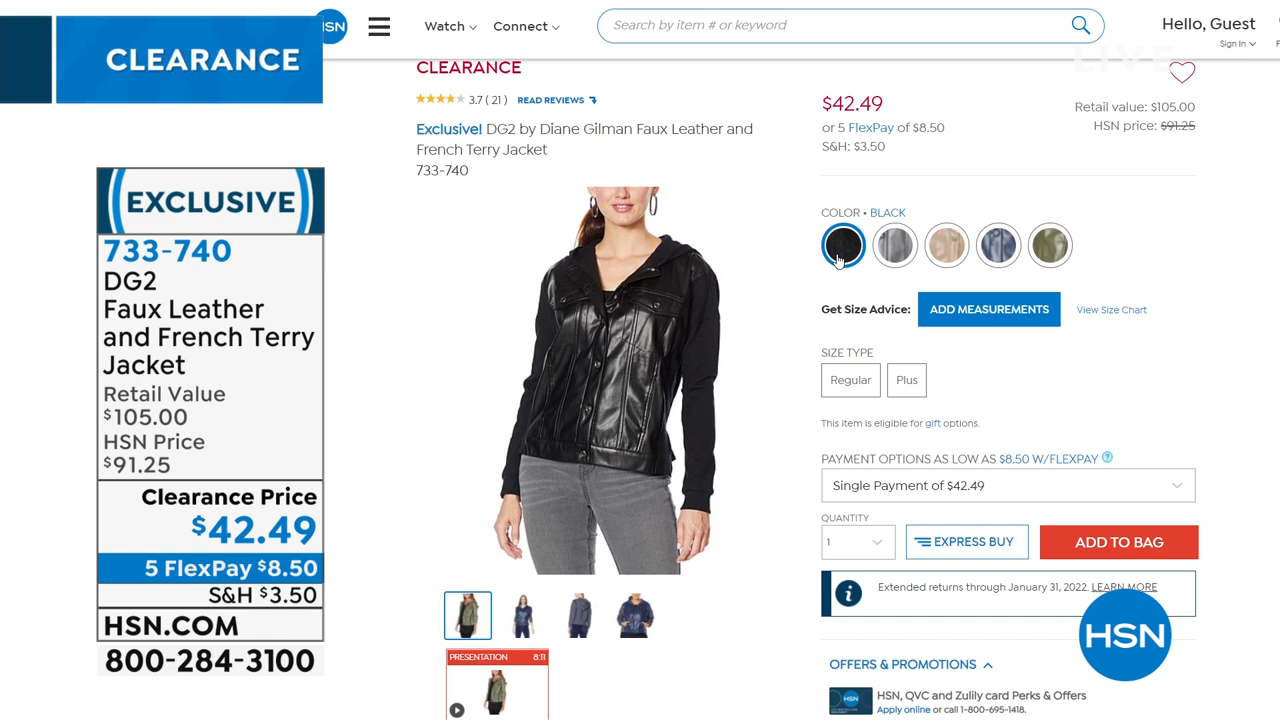 CLEARANCE
HSN
Watch
Connect
Search by item # or keyword
Hello, Guest
Sign In
LIVE
CLEARANCE
3.7 ( 21 ) READ REVIEWS
Exclusive! DG2 by Diane Gilman Faux Leather and
French Terry Jacket
733-740
$42.49
or 5 FlexPay of $8.50
S&H: $3.50
Retail value: $105.00
HSN price: $91.25
COLOR • BLACK
Get Size Advice: ADD MEASUREMENTS View Size Chart
SIZE TYPE
Regular Plus
This item is eligible for gift options.
PAYMENT OPTIONS AS LOW AS $8.50 W/FLEXPAY ?
Single Payment of $42.49
QUANTITY
1 EXPRESS BUY ADD TO BAG
i Extended returns through January 31, 2022. LEARN MORE
HSN
OFFERS & PROMOTIONS
HSN, QVC and Zulily card Perks & Offers
Apply online or call 1-800-695-1418.
PRESENTATION 8:11
EXCLUSIVE
733-740
DG2
Faux Leather
and French Terry
Jacket
Retail Value
$105.00
HSN Price
$91.25
Clearance Price
$42.49
5 FlexPay $8.50
S&H $3.50
HSN.COM
800-284-3100